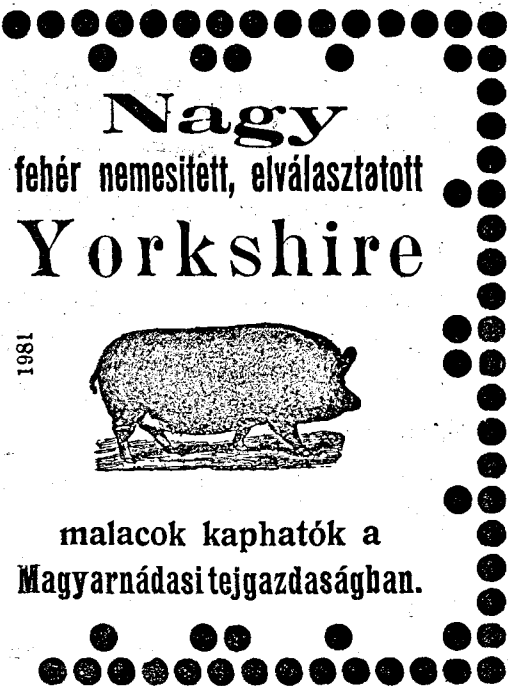 Nagy
fehér nemesitett, elválasztatott
Yorkshire
1981
malacok kaphatók a
Magyarnádasi tejgazdaságban.